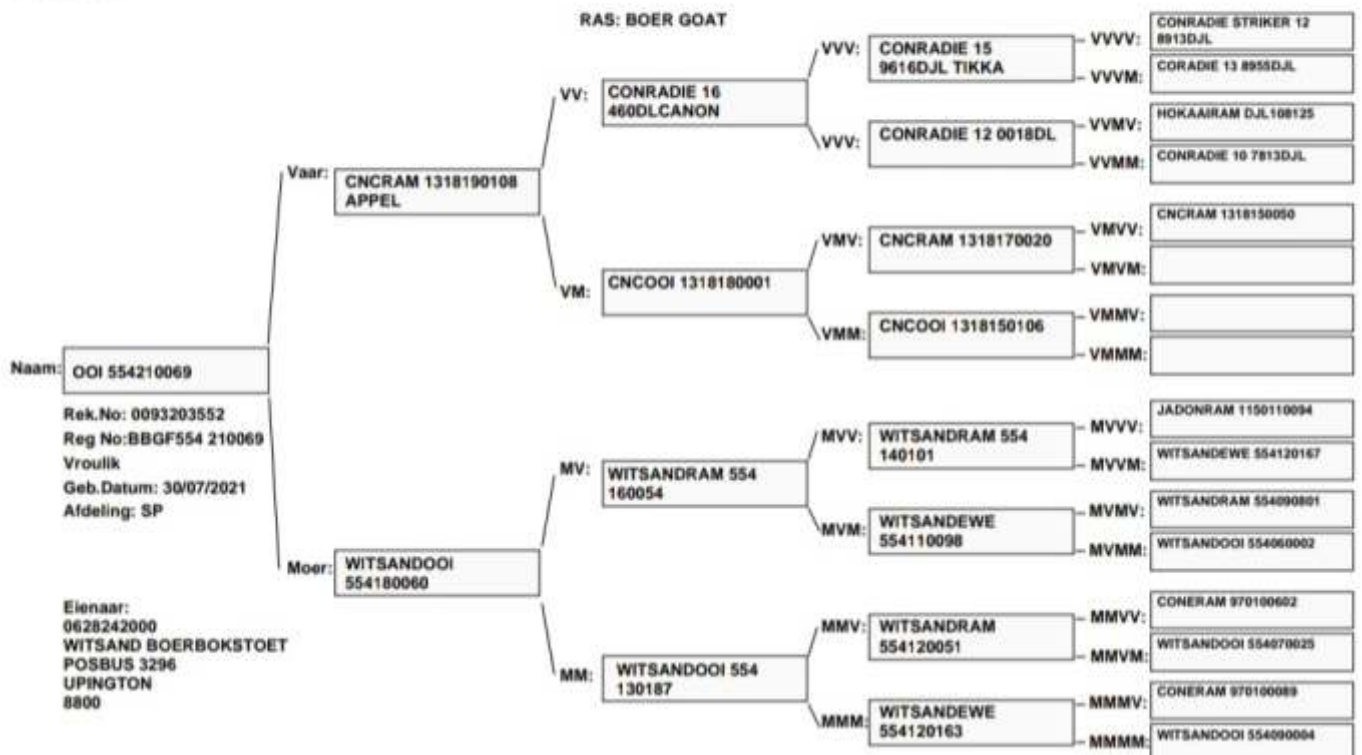 RAS: BOER GOAT
Naam:
OOI 554210069
Rek.No: 0093203552
Reg No:BBGF554 210069
Vroulik
Geb.Datum: 30/07/2021
Afdeling: SP
Eienaar:
0628242000
WITSAND BOERBOKSTOET
POSBUS 3296
UPINGTON
8800
Vaar:
CNCRAM 1318190108
APPEL
Moer:
WITSANDOOI
554180060
VV:
CONRADIE 16
460DLCANON
VM:
CNCOOI 1318180001
MV:
WITSANDRAM 554
160054
MM:
WITSANDOOI 554
130187
VVV:
CONRADIE 15
9616DJL TIKKA
VVV:
CONRADIE 12 0018DL
VMV:
CNCRAM 1318170020
VMM:
CNCOOI 1318150106
MVV:
WITSANDRAM 554
140101
MVM:
WITSANDEWE
554110098
MMV:
WITSANDRAM
554120051
MMM:
WITSANDEWE
554120163
VVVV:
CONRADIE STRIKER 12
8913DJL
VVVM:
CORADIE 13 8955DJL
VVMV:
HOKAAIRAM DJL108125
VVMM:
CONRADIE 10 7813DJL
VMVV:
CNCRAM 1318150050
VMVM:
VMMV:
VMMM:
MVVV:
JADONRAM 1150110094
MVVM:
WITSANDEWE 554120167
MVMV:
WITSANDRAM 554090801
MVMM:
WITSANDOOI 554060002
MMVV:
CONERAM 970100602
MMVM:
WITSANDOOI 554070025
MMMV:
CONERAM 970100089
MMMM:
WITSANDOOI 554090004